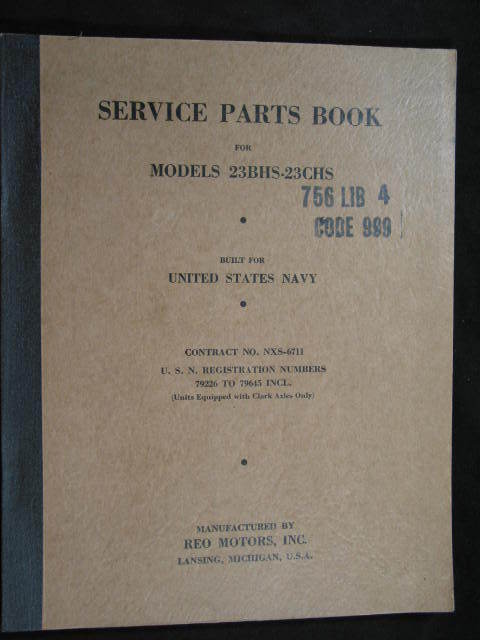 SERVICE PARTS BOOK
FOR
MODELS 23BHS-23CHS
756 LIB 4
CODE 999
BUILT FOR
UNITED STATES NAVY
CONTRACT NO. NXS-6711
U. S. N. REGISTRATION NUMBERS
79226 TO 79645 INCL.
(Units Equipped with Clark Axles Only)
MANUFACTURED BY
REO MOTORS, INC.
LANSING, MICHIGAN, U.S.A.